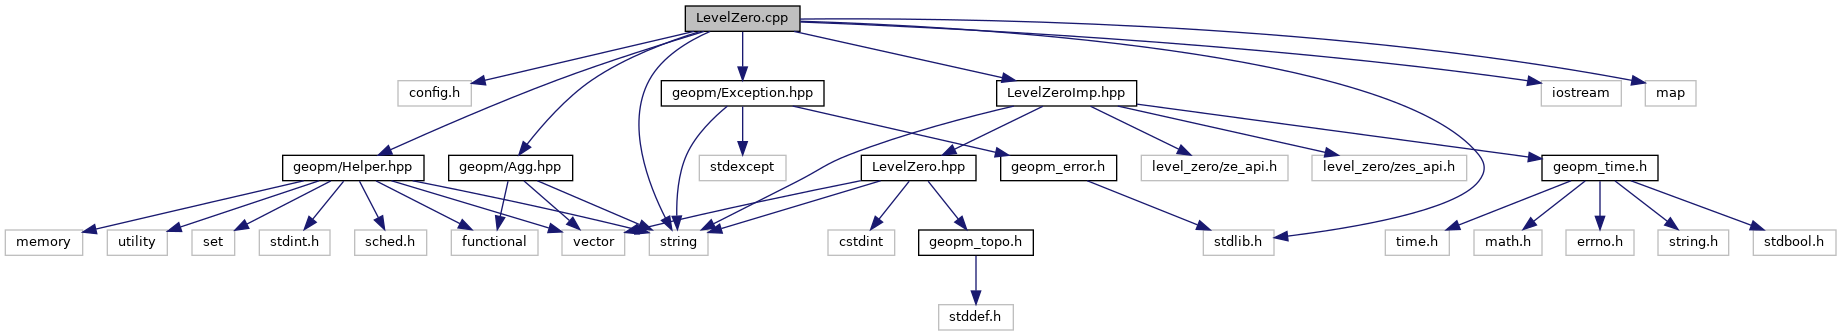 LevelZero.cpp
config.h
geopm/Exception.hpp
LevelZeroImp.hpp
iostream
map
geopm/Helper.hpp
geopm/Agg.hpp
stdexcept
LevelZero.hpp
geopm_error.h
level_zero/ze_api.h
level_zero/zes_api.h
geopm_time.h
memory
utility
set
stdint.h
sched.h
functional
vector
string
cstdint
geopm_topo.h
stdlib.h
time.h
math.h
errno.h
string.h
stdbool.h
stddef.h